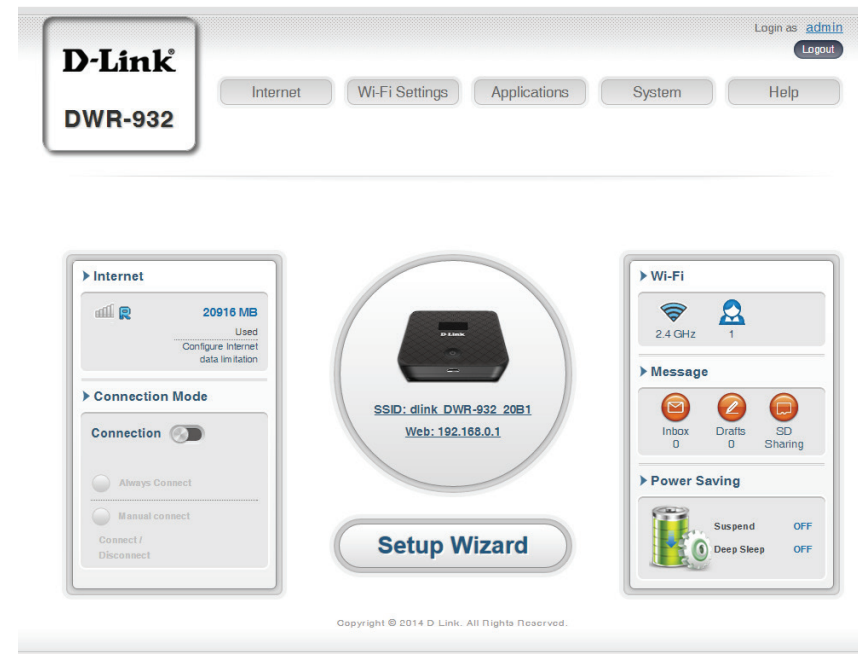 Login as admin
Logout
D-Link®
DWR-932
Internet
Wi-Fi Settings
Applications
System
Help
Internet
R
20916 MB
Used
Configure Internet
data limitation
Connection Mode
Connection
Always Connect
Manual connect
Connect /
Disconnect
D-Link
SSID: dlink_DWR-932_20B1
Web: 192.168.0.1
Setup Wizard
Wi-Fi
2.4 GHz
1
Message
Inbox
0
Drafts
0
SD
Sharing
Power Saving
Suspend OFF
Deep Sleep OFF
Copyright © 2014 D-Link. All Rights Reserved.